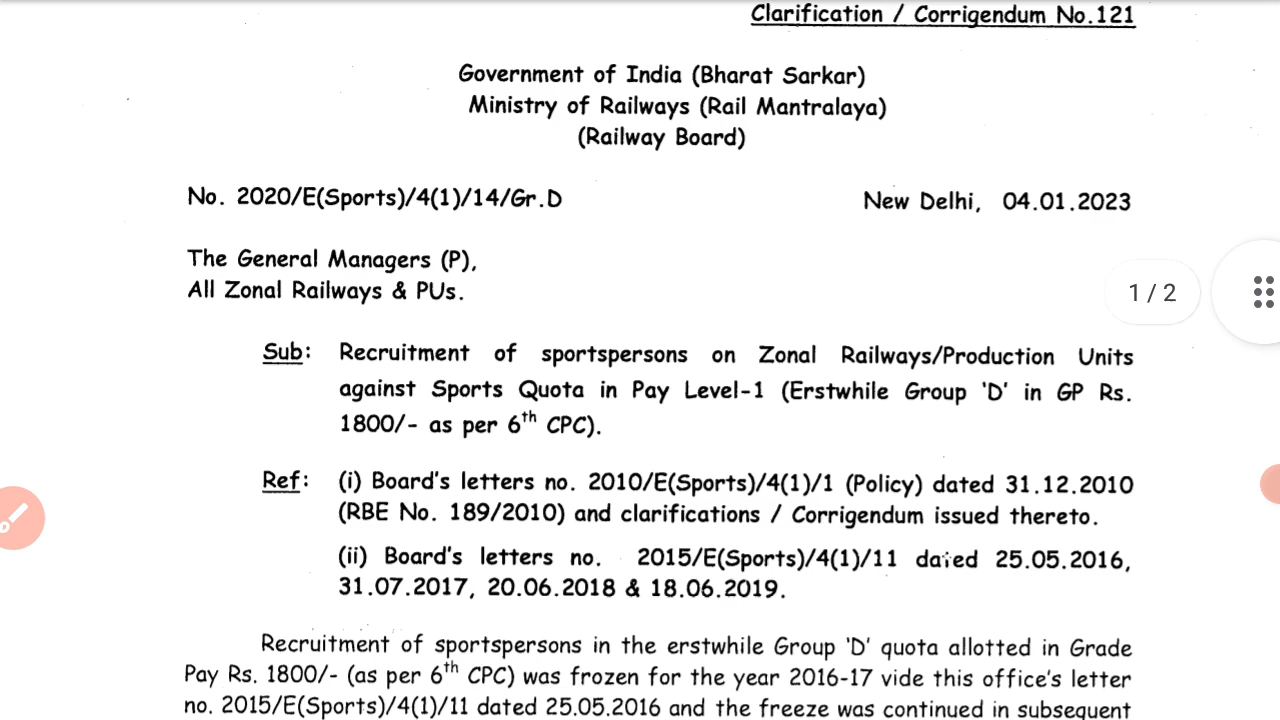 Clarification / Corrigendum No.121
Government of India (Bharat Sarkar)
Ministry of Railways (Rail Mantralaya)
(Railway Board)
No. 2020/E(Sports)/4(1)/14/Gr.D
New Delhi, 04.01.2023
The General Managers (P),
All Zonal Railways & PUs.
1 / 2
Sub: Recruitment of sportspersons on Zonal Railways/Production Units
against Sports Quota in Pay Level-1 (Erstwhile Group 'D' in GP Rs.
1800/- as per 6th CPC).
Ref: (i) Board's letters no. 2010/E(Sports)/4(1)/1 (Policy) dated 31.12.2010
(RBE No. 189/2010) and clarifications / Corrigendum issued thereto.
(ii) Board's letters no. 2015/E(Sports)/4(1)/11 dated 25.05.2016,
31.07.2017, 20.06.2018 & 18.06.2019.
Recruitment of sportspersons in the erstwhile Group 'D' quota allotted in Grade
Pay Rs. 1800/- (as per 6th CPC) was frozen for the year 2016-17 vide this office's letter
no. 2015/E(Sports)/4(1)/11 dated 25.05.2016 and the freeze was continued in subsequent